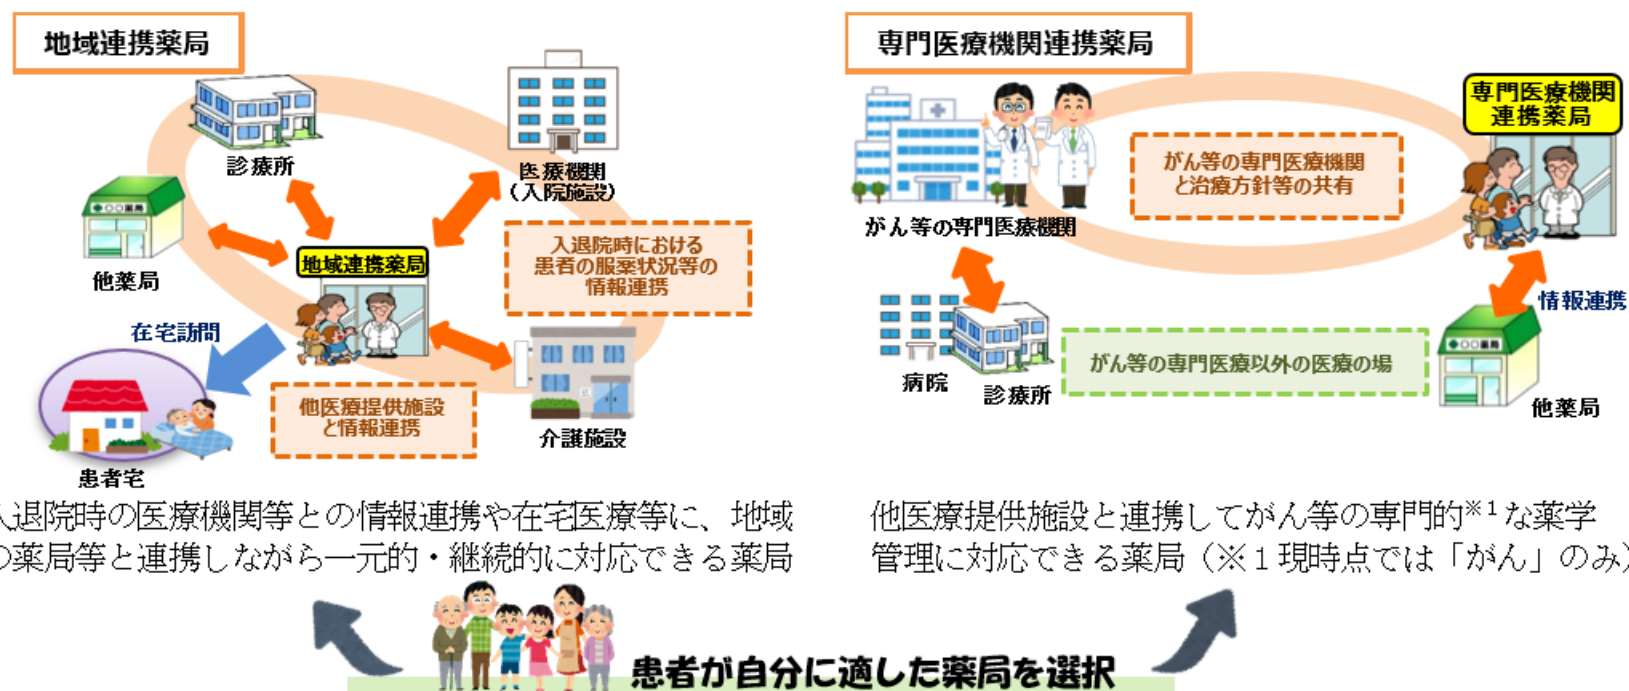 地域連携薬局
診療所
医療機関
（入院施設）
○○薬局
他薬局
地域連携薬局
入退院時における
患者の服薬状況等の
情報連携
在宅訪問
他医療提供施設
と情報連携
介護施設
患者宅
入退院時の医療機関等との情報連携や在宅医療等に、地域
の薬局等と連携しながら一元的・継続的に対応できる薬局
専門医療機関連携薬局
専門医療機関
連携薬局
がん等の専門医療機関
と治療方針等の共有
がん等の専門医療機関
情報連携
がん等の専門医療以外の医療の場
○○薬局
病院
診療所
他薬局
他医療提供施設と連携してがん等の専門的※1な薬学
管理に対応できる薬局（※１現時点では「がん」のみ）
患者が自分に適した薬局を選択